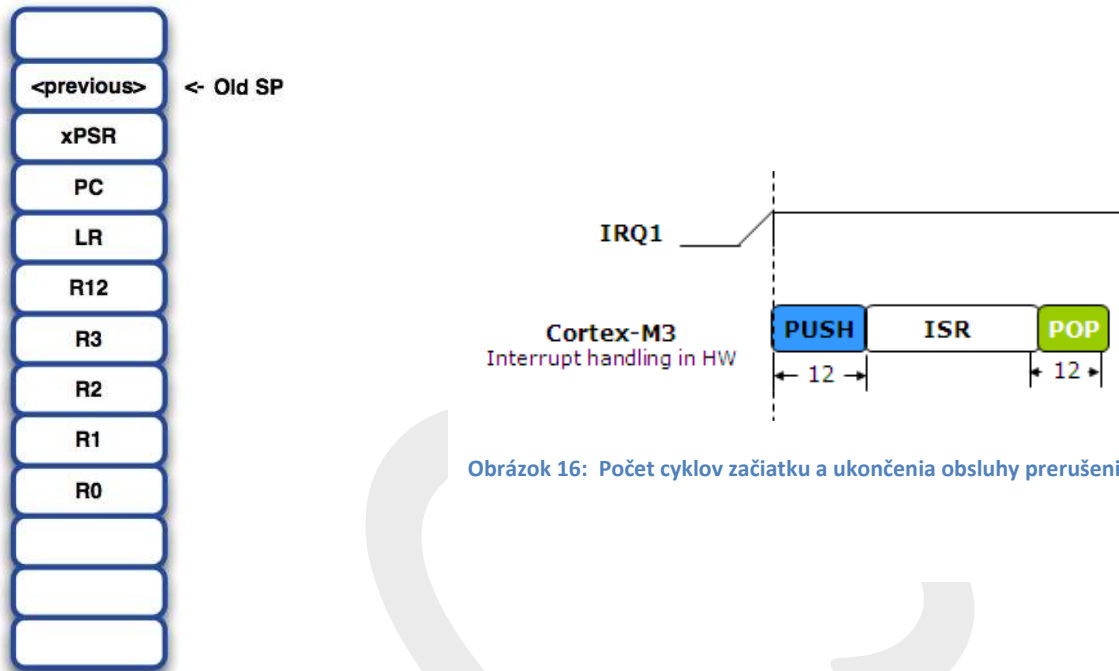 <previous>
<- Old SP
xPSR
PC
LR
R12
R3
R2
R1
R0
IRQ1
Cortex-M3
Interrupt handling in HW
PUSH
ISR
POP
12
12
Obrázok 16: Počet cyklov začiatku a ukončenia obsluhy prerušeni